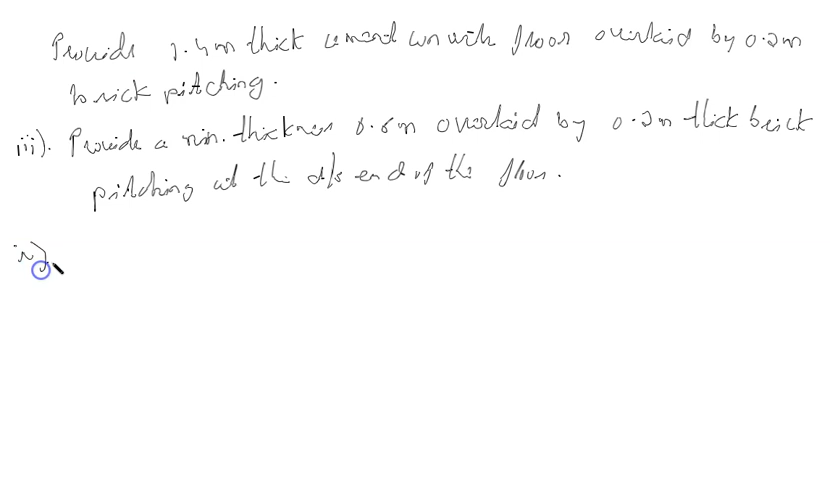 Provide 1.4m thick cement concrete floor overlaid by 0.2m
brick pitching.
iii). Provide a min. thickness 0.6m overlaid by 0.2m thick brick
pitching at the d/s end of the floor.
iv).